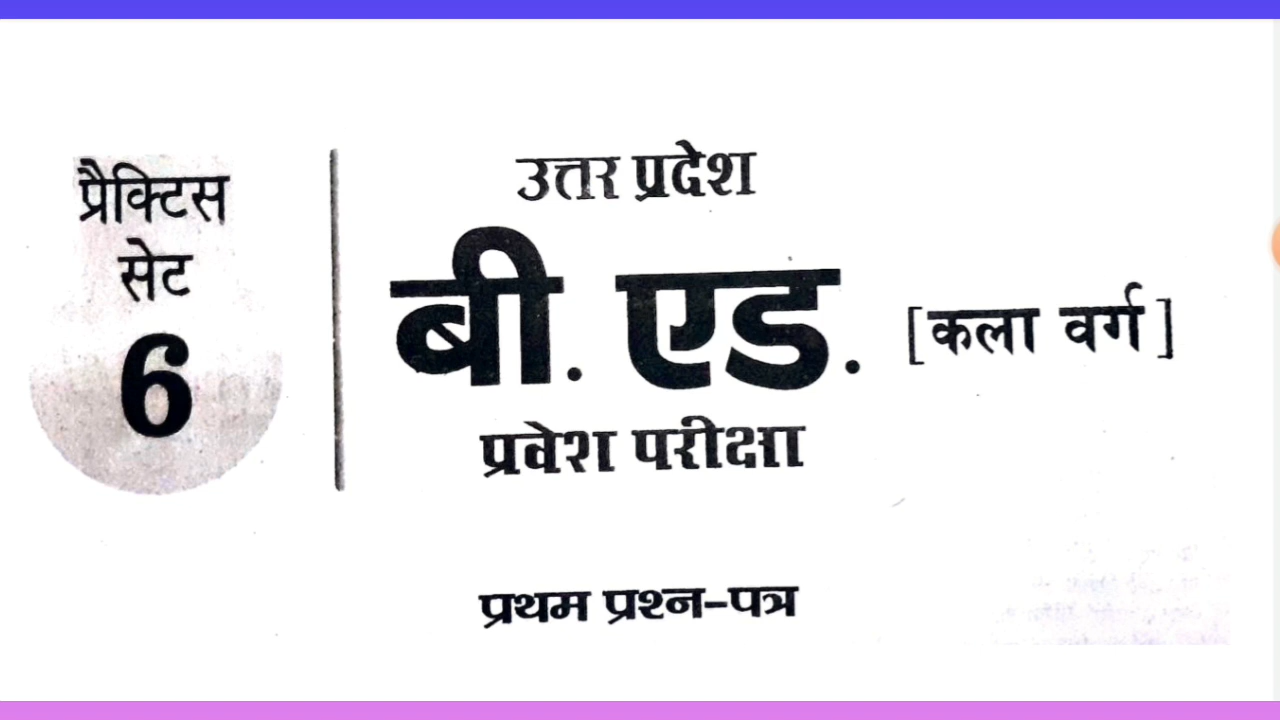 प्रैक्टिस
सेट
6
उत्तर प्रदेश
बी. एड. [कला वर्ग]
प्रवेश परीक्षा
प्रथम प्रश्न-पत्र